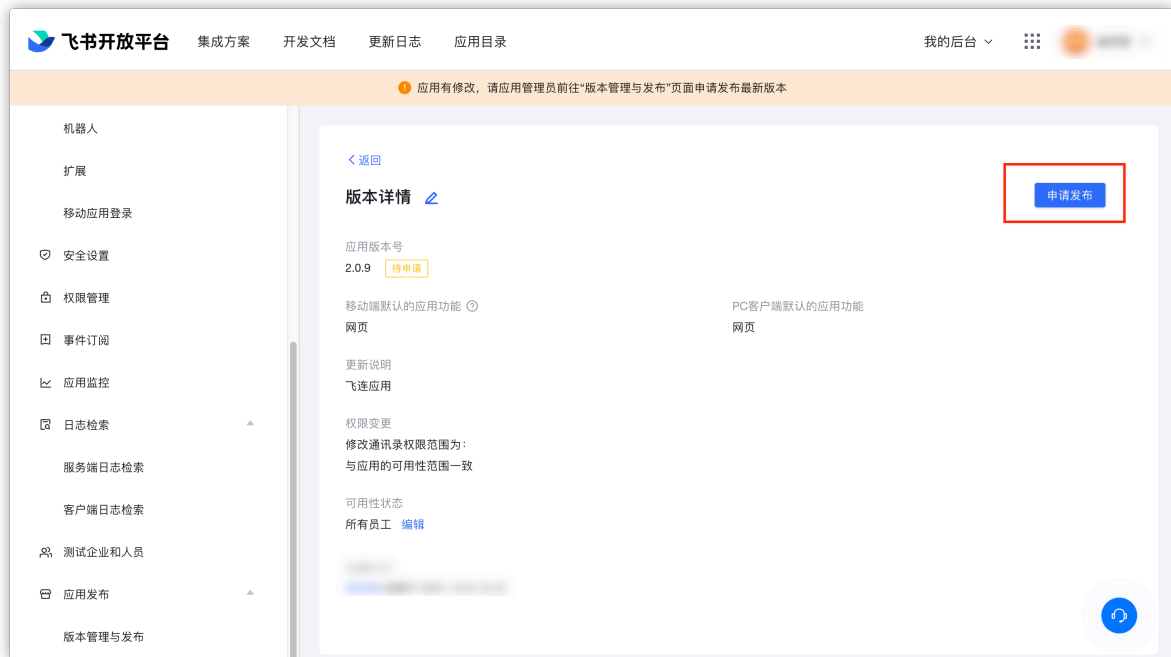 飞书开放平台 集成方案 开发文档 更新日志 应用目录 我的后台
应用有修改，请应用管理员前往“版本管理与发布”页面申请发布最新版本
机器人
扩展
移动应用登录
安全设置
权限管理
事件订阅
应用监控
日志检索
服务端日志检索
客户端日志检索
测试企业和人员
应用发布
版本管理与发布
返回
版本详情
申请发布
应用版本号
2.0.9 待申请
移动端默认的应用功能
网页
PC客户端默认的应用功能
网页
更新说明
飞连应用
权限变更
修改通讯录权限范围为：
与应用的可用性范围一致
可用性状态
所有员工 编辑